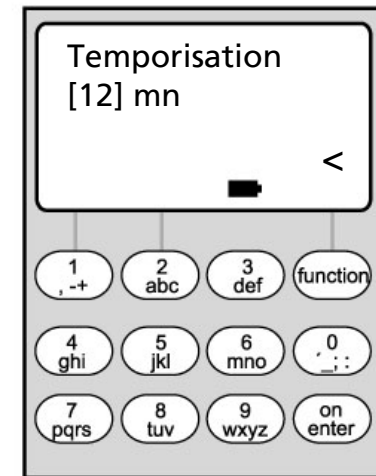 Temporisation
[12] mn
<
1 2 3 function
, -+ abc def
4 5 6 0
ghi jkl mno ´_; :
7 8 9 on
pqrs tuv wxyz enter